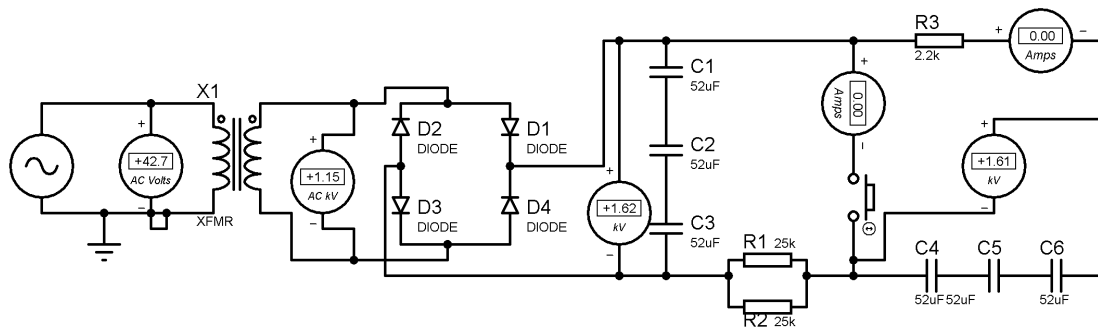 X1
XFMR
+
+42.7
AC Volts
−
+
+1.15
AC kV
−
D2
DIODE
D1
DIODE
D3
DIODE
D4
DIODE
+
+1.62
kV
−
C1
52uF
C2
52uF
C3
52uF
R1 25k
R2 25k
+
0.00
Amps
−
R3
2.2k
+
0.00
Amps
−
+
+1.61
kV
−
C4
52uF
C5
52uF
C6
52uF